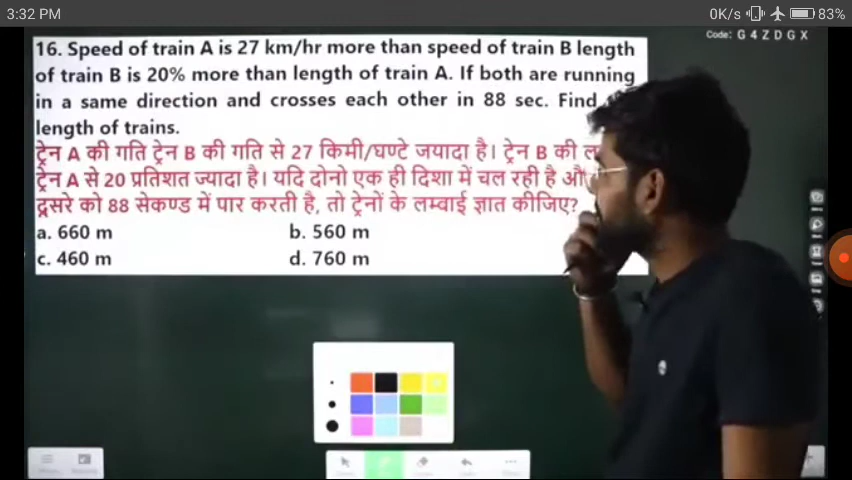 3:32 PM
0K/s 83%
Code: G 4 Z D G X
16. Speed of train A is 27 km/hr more than speed of train B length
of train B is 20% more than length of train A. If both are running
in a same direction and crosses each other in 88 sec. Find
length of trains.
ट्रेन A की गति ट्रेन B की गति से 27 किमी/घण्टे जयादा है। ट्रेन B की
ट्रेन A से 20 प्रतिशत ज्यादा है। यदि दोनो एक ही दिशा में चल रही है
दूसरे को 88 सेकण्ड में पार करती है, तो ट्रेनों के लम्बाई ज्ञात कीजिए?
a. 660 m b. 560 m
c. 460 m d. 760 m